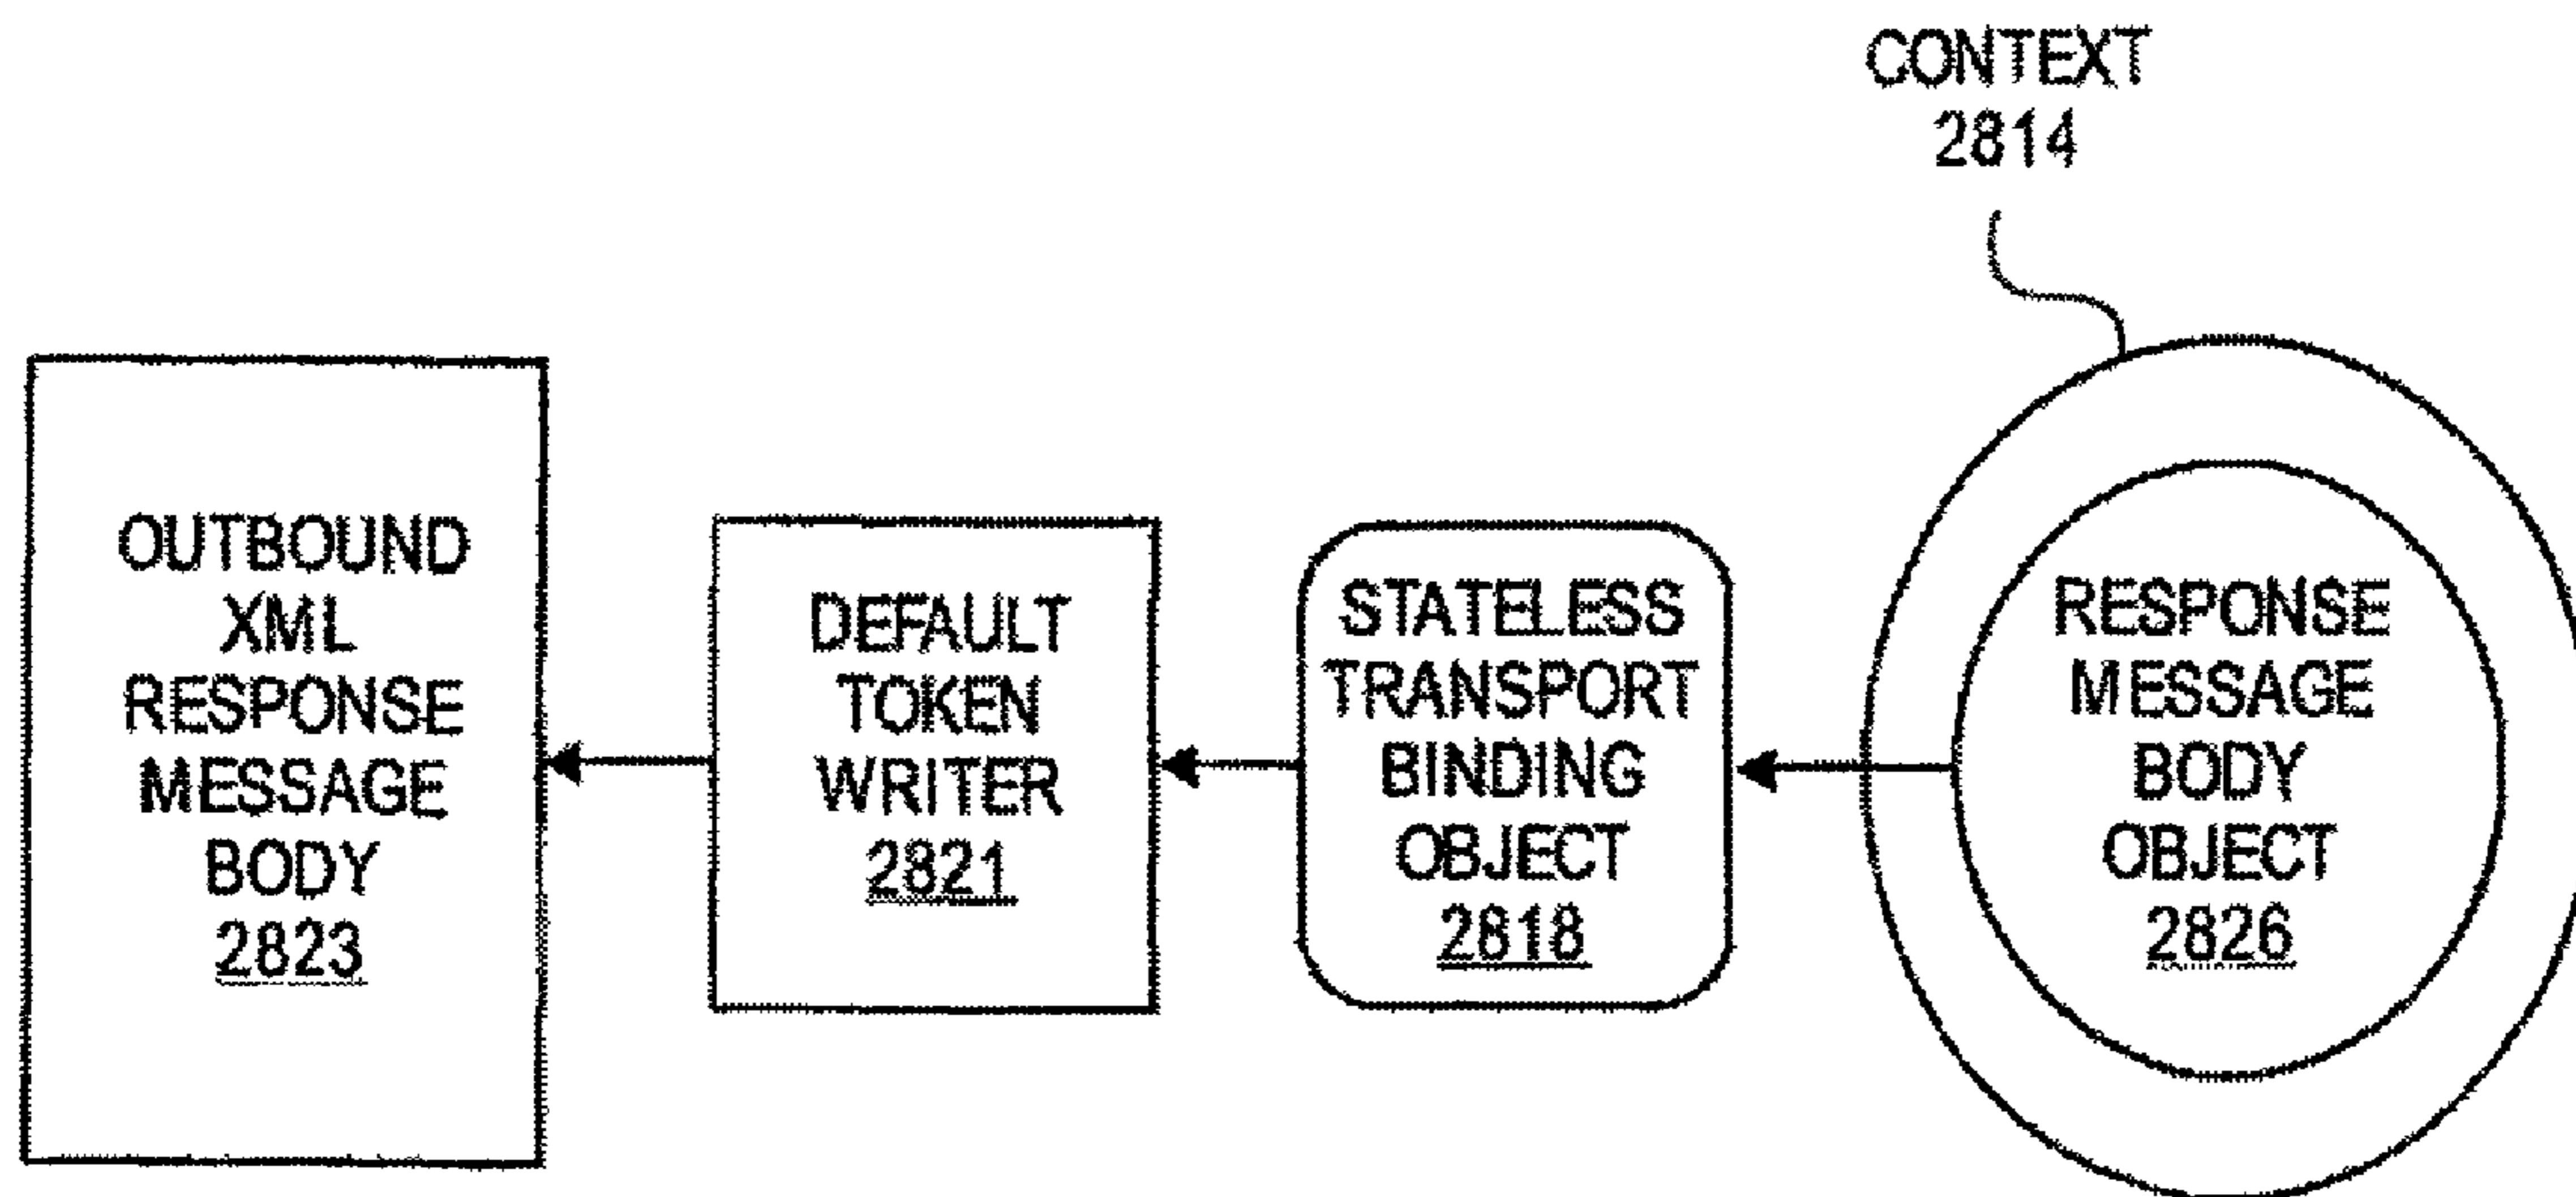 CONTEXT
2814
OUTBOUND
XML
RESPONSE
MESSAGE
BODY
2823
DEFAULT
TOKEN
WRITER
2821
STATELESS
TRANSPORT
BINDING
OBJECT
2818
RESPONSE
MESSAGE
BODY
OBJECT
2826